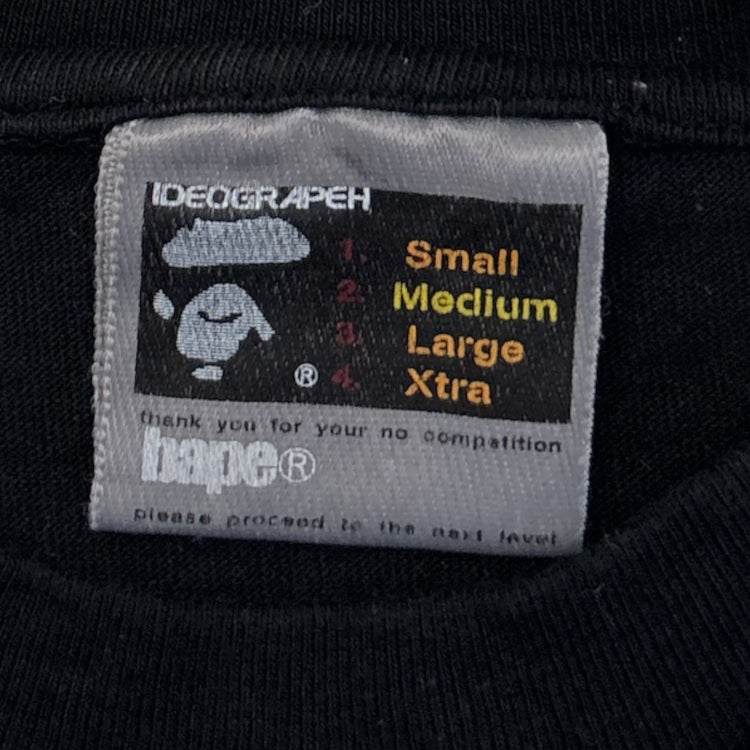 IDEOGRAPEH
1. Small
2. Medium
3. Large
® 4. Xtra
thank you for your no competition
bape®
please proceed to the next level